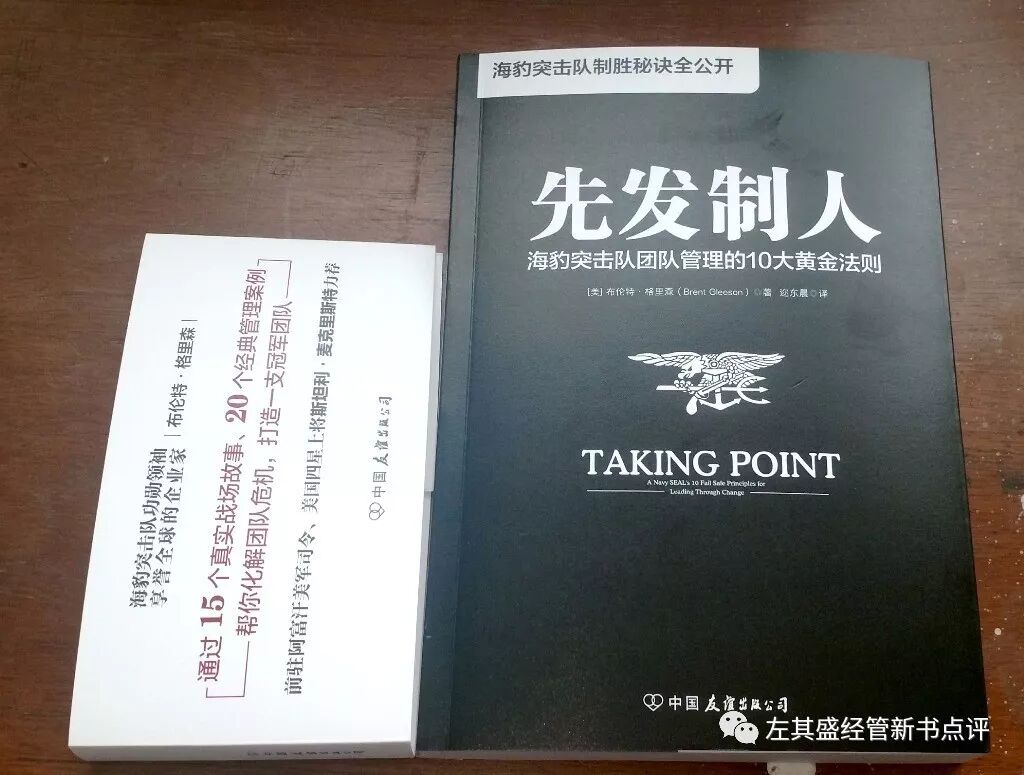 海豹突击队制胜秘诀全公开
先发制人
海豹突击队团队管理的10大黄金法则
[美] 布伦特·格里森(Brent Gleeson) 著 迩东晨 译
TAKING POINT
A Navy SEAL's 10 Fail Safe Principles for
Leading Through Change
中国友谊出版公司
海豹突击队功勋领袖
享誉全球的企业家
布伦特·格里森
通过15个真实战场故事、20个经典管理案例
帮你化解团队危机,打造一支冠军团队
前驻阿富汗美军司令、美国四星上将斯坦利·麦克里斯特力荐
中国友谊出版公司
左其盛经管新书点评